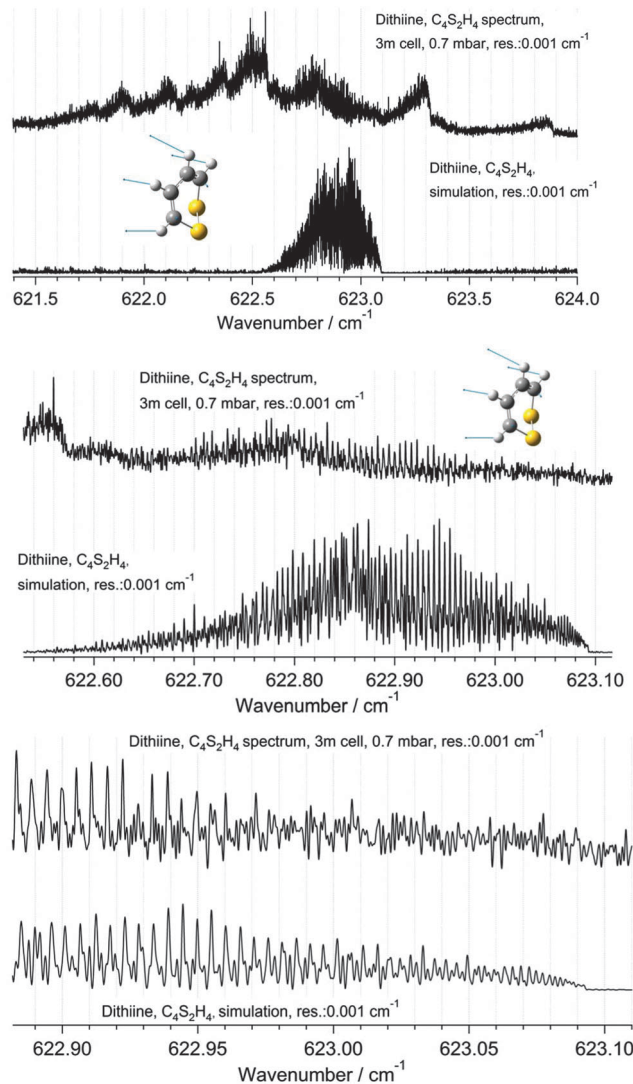 Dithiine, C₄S₂H₄ spectrum,
3m cell, 0.7 mbar, res.:0.001 cm⁻¹
Dithiine, C₄S₂H₄,
simulation, res.:0.001 cm⁻¹
621.5 622.0 622.5 623.0 623.5 624.0
Wavenumber / cm⁻¹
Dithiine, C₄S₂H₄ spectrum,
3m cell, 0.7 mbar, res.:0.001 cm⁻¹
Dithiine, C₄S₂H₄,
simulation, res.:0.001 cm⁻¹
622.60 622.70 622.80 622.90 623.00 623.10
Wavenumber / cm⁻¹
Dithiine, C₄S₂H₄ spectrum, 3m cell, 0.7 mbar, res.:0.001 cm⁻¹
Dithiine, C₄S₂H₄, simulation, res.:0.001 cm⁻¹
622.90 622.95 623.00 623.05 623.10
Wavenumber / cm⁻¹